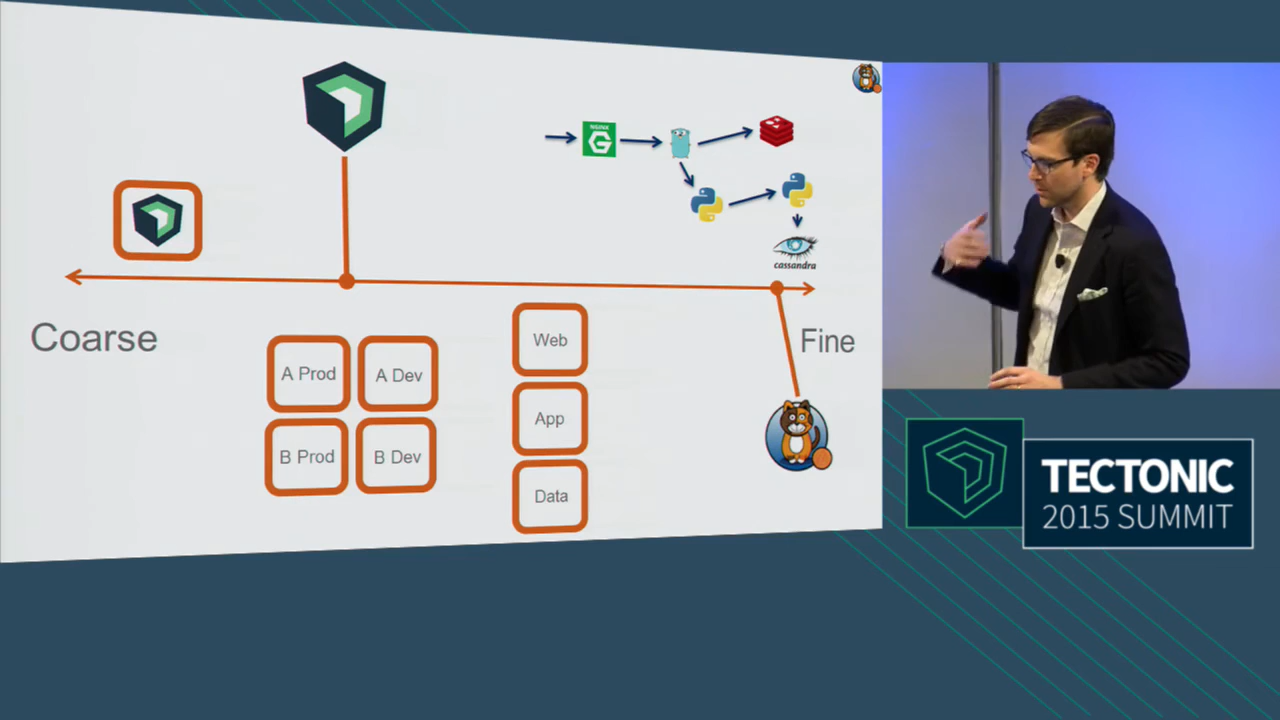 NGINX
G
cassandra
Coarse
Fine
A Prod
A Dev
B Prod
B Dev
Web
App
Data
TECTONIC
2015 SUMMIT